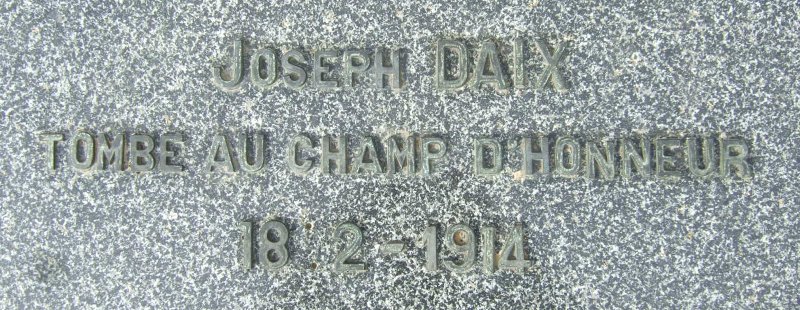 JOSEPH DAIX
TOMBE AU CHAMP D'HONNEUR
18. 2-1914